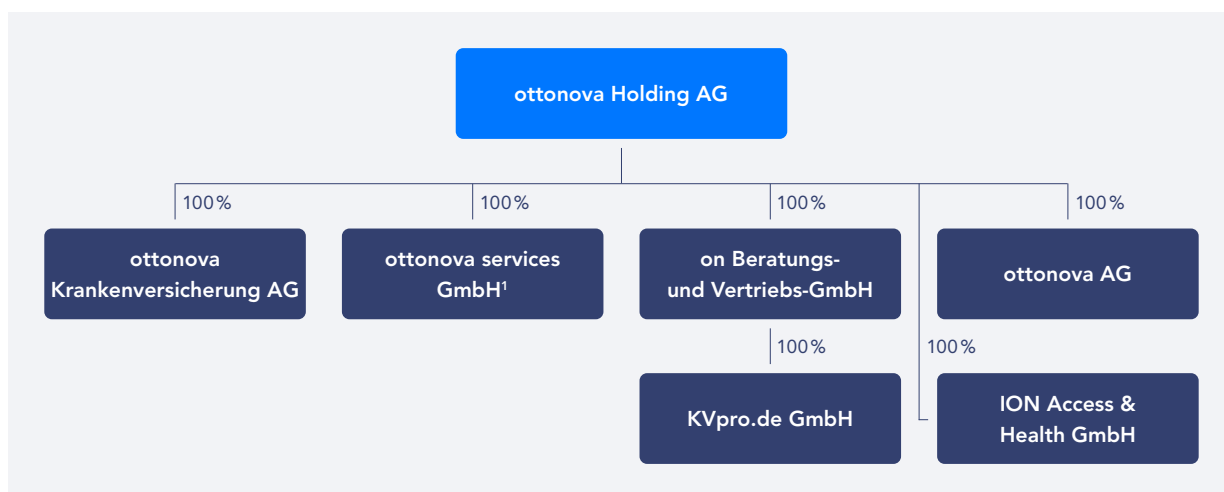 ottonova Holding AG
100 %
100 %
100 %
100 %
ottonova
Krankenversicherung AG
ottonova services
GmbH¹
on Beratungs-
und Vertriebs-GmbH
ottonova AG
100 %
100 %
KVpro.de GmbH
ION Access &
Health GmbH